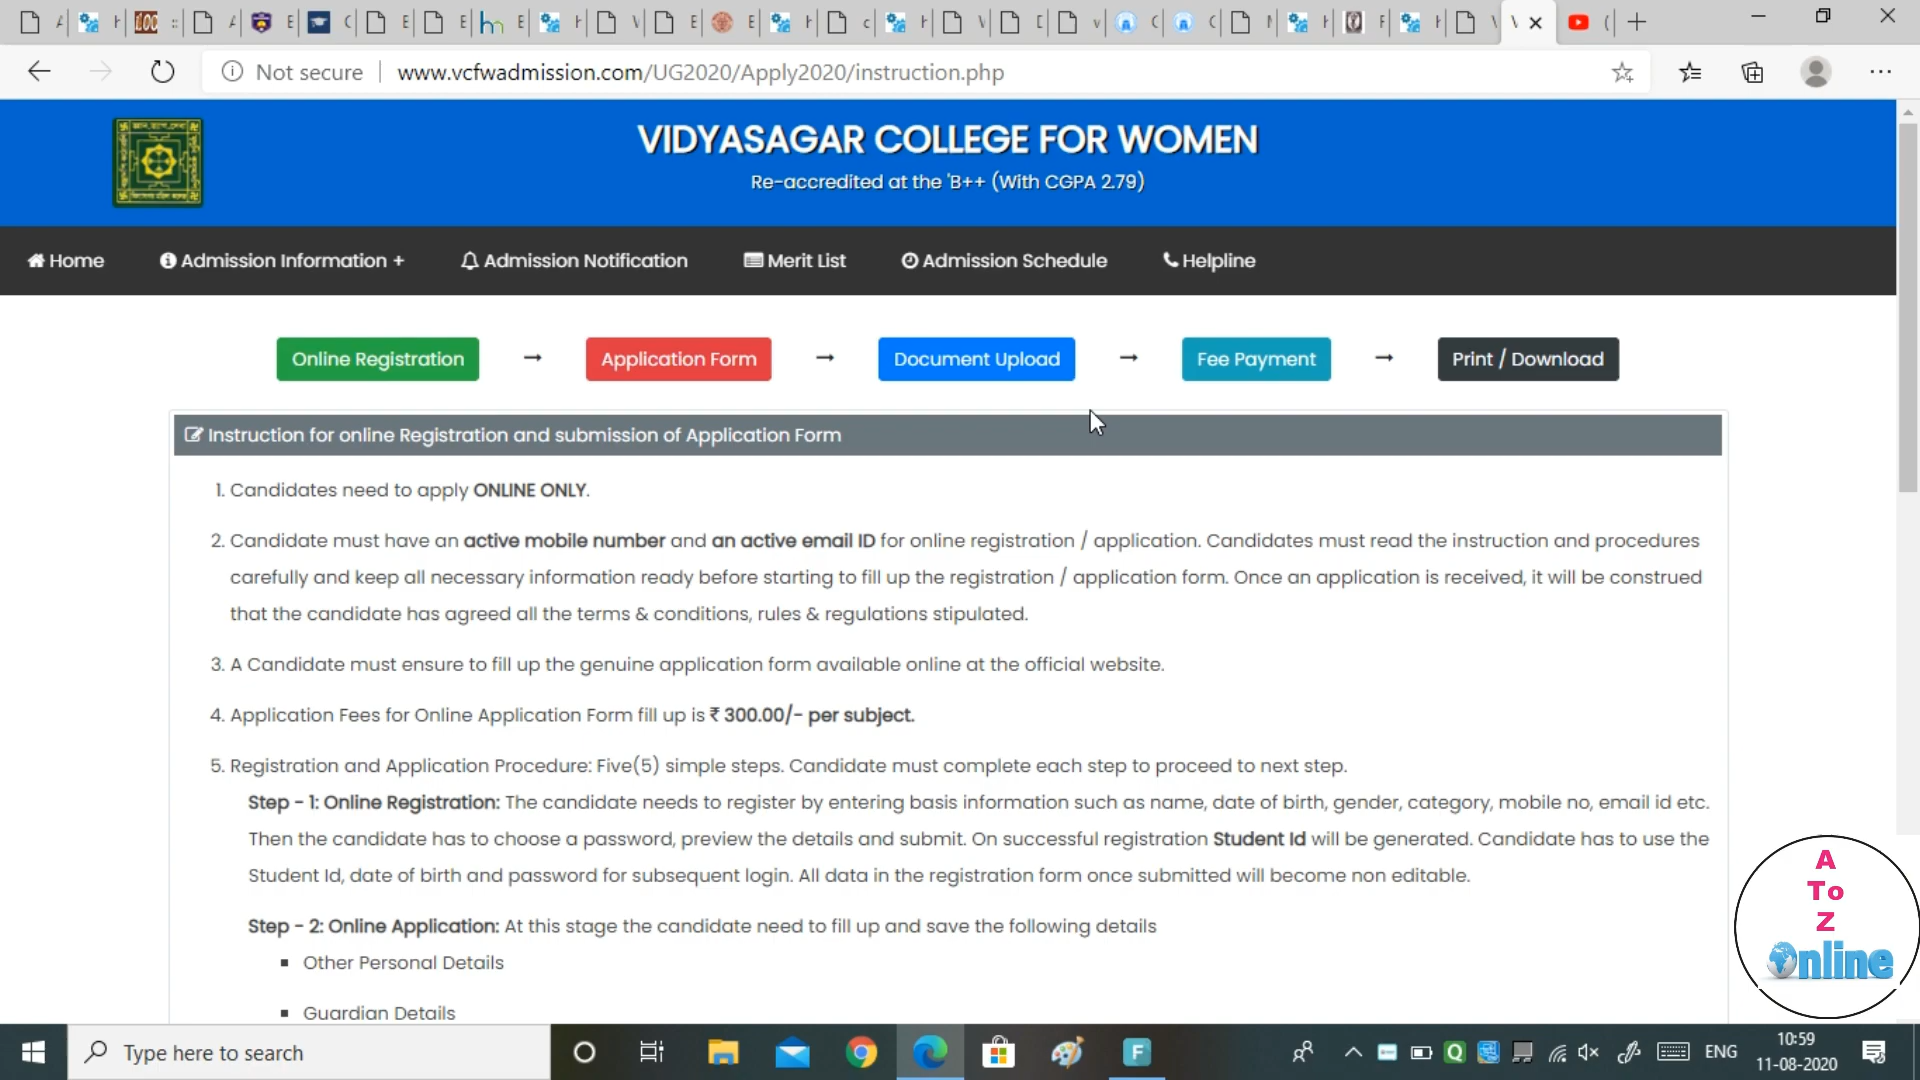 Not secure
www.vcfwadmission.com/UG2020/Apply2020/instruction.php
VIDYASAGAR COLLEGE FOR WOMEN
Re-accredited at the 'B++ (With CGPA 2.79)
Home Admission Information + Admission Notification Merit List Admission Schedule Helpline
Online Registration → Application Form → Document Upload → Fee Payment → Print / Download
Instruction for online Registration and submission of Application Form
1. Candidates need to apply ONLINE ONLY.
2. Candidate must have an active mobile number and an active email ID for online registration / application. Candidates must read the instruction and procedures
carefully and keep all necessary information ready before starting to fill up the registration / application form. Once an application is received, it will be construed
that the candidate has agreed all the terms & conditions, rules & regulations stipulated.
3. A Candidate must ensure to fill up the genuine application form available online at the official website.
4. Application Fees for Online Application Form fill up is ₹ 300.00/- per subject.
5. Registration and Application Procedure: Five(5) simple steps. Candidate must complete each step to proceed to next step.
Step - 1: Online Registration: The candidate needs to register by entering basis information such as name, date of birth, gender, category, mobile no, email id etc.
Then the candidate has to choose a password, preview the details and submit. On successful registration Student Id will be generated. Candidate has to use the
Student Id, date of birth and password for subsequent login. All data in the registration form once submitted will become non editable.
Step - 2: Online Application: At this stage the candidate need to fill up and save the following details
▪ Other Personal Details
▪ Guardian Details
A
To
Z
Online
Type here to search
ENG
10:59
11-08-2020